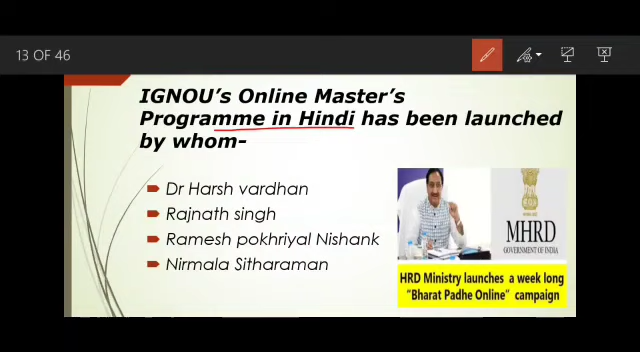 13 OF 46
IGNOU's Online Master's
Programme in Hindi has been launched
by whom-
Dr Harsh vardhan
Rajnath singh
Ramesh pokhriyal Nishank
Nirmala Sitharaman
MHRD
GOVERNMENT OF INDIA
HRD Ministry launches a week long
"Bharat Padhe Online" campaign